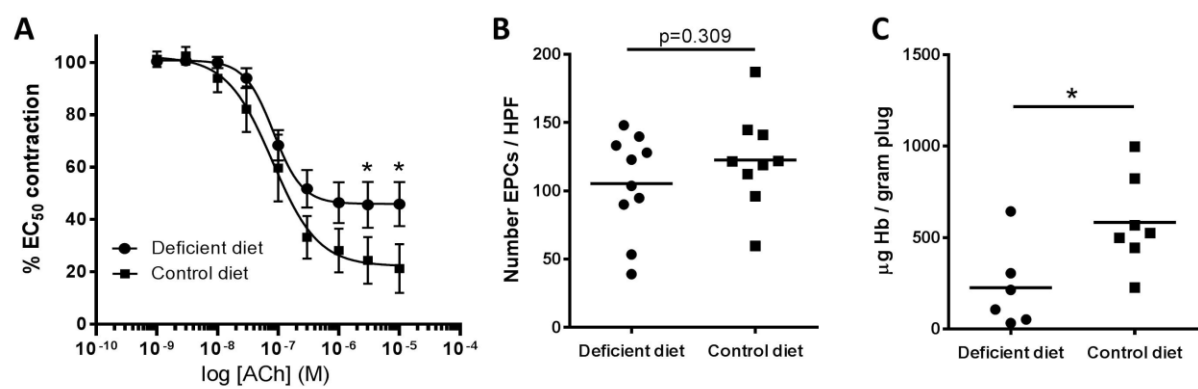 A
% EC₅₀ contraction
100
80
60
40
20
0
Deficient diet
Control diet
10⁻¹⁰ 10⁻⁹ 10⁻⁸ 10⁻⁷ 10⁻⁶ 10⁻⁵ 10⁻⁴
log [ACh] (M)
* *
B
p=0.309
Number EPCs / HPF
200
150
100
50
0
Deficient diet Control diet
C
*
µg Hb / gram plug
1500
1000
500
0
Deficient diet Control diet